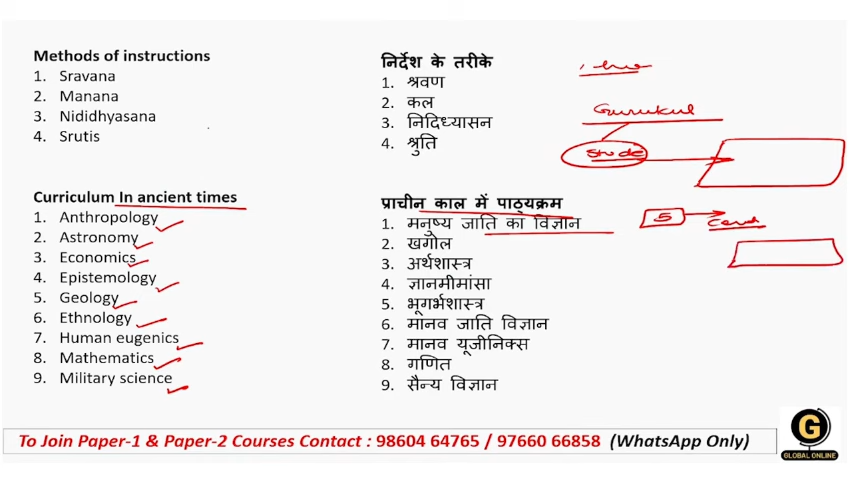 Methods of instructions
1. Sravana
2. Manana
3. Nididhyasana
4. Srutis
Curriculum In ancient times
1. Anthropology
2. Astronomy
3. Economics
4. Epistemology
5. Geology
6. Ethnology
7. Human eugenics
8. Mathematics
9. Military science
निर्देश के तरीके
1. श्रवण
2. कल
3. निदिध्यासन
4. श्रुति
प्राचीन काल में पाठ्यक्रम
1. मनुष्य जाति का विज्ञान
2. खगोल
3. अर्थशास्त्र
4. ज्ञानमीमांसा
5. भूगर्भशास्त्र
6. मानव जाति विज्ञान
7. मानव यूजीनिक्स
8. गणित
9. सैन्य विज्ञान
Gurukul
5
To Join Paper-1 & Paper-2 Courses Contact : 98604 64765 / 97660 66858 (WhatsApp Only)
G
GLOBAL ONLINE